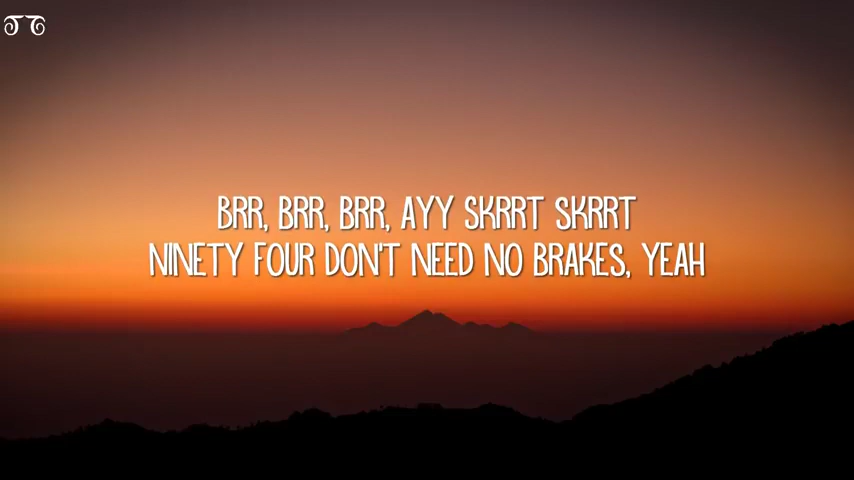 BRR, BRR, BRR, AYY SKRRT SKRRT
NINETY FOUR DON'T NEED NO BRAKES, YEAH